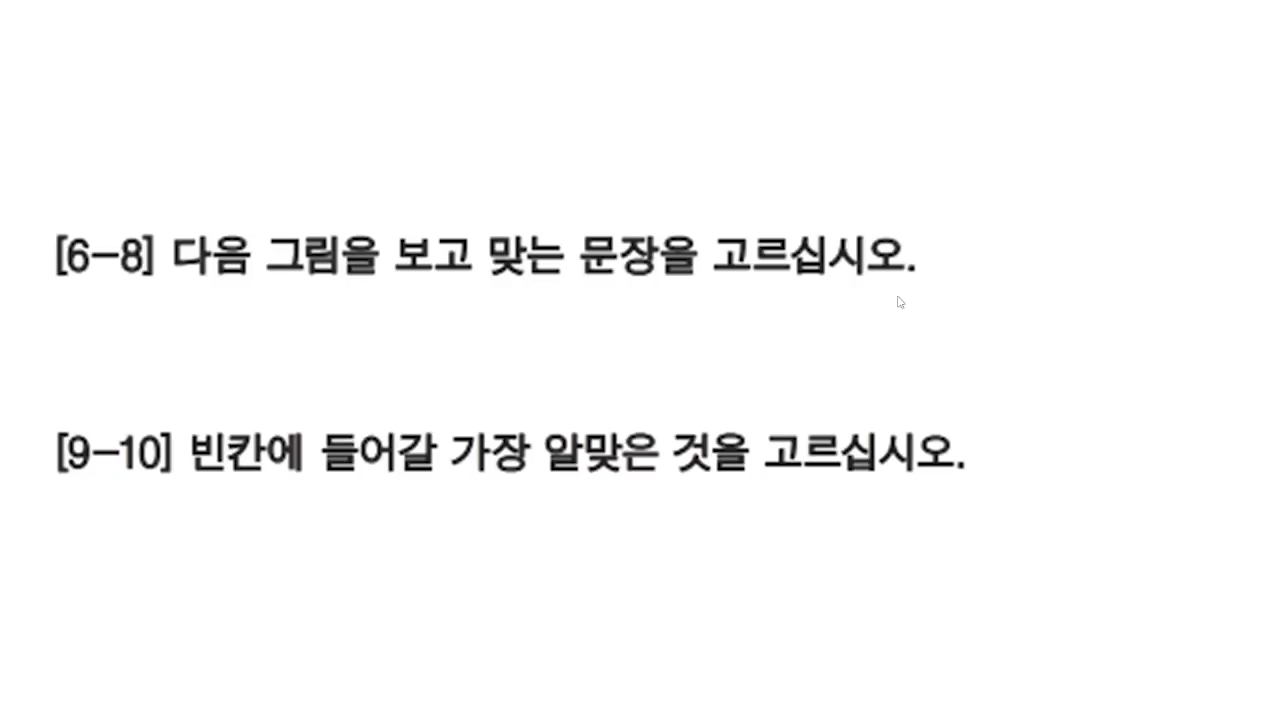 [6-8] 다음 그림을 보고 맞는 문장을 고르십시오.
[9-10] 빈칸에 들어갈 가장 알맞은 것을 고르십시오.